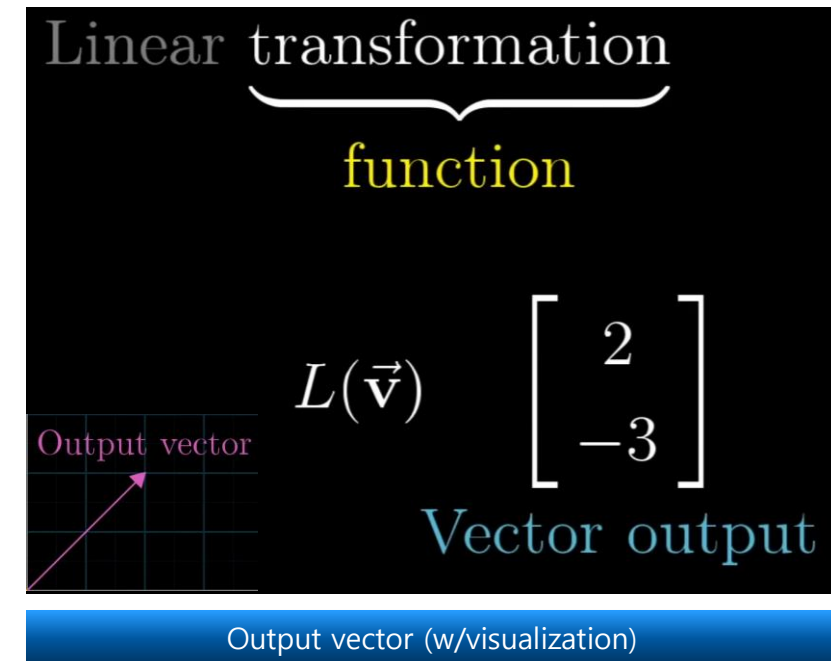 Linear transformation
function
L(v⃗)
[2
−3]
Vector output
Output vector
Output vector (w/visualization)